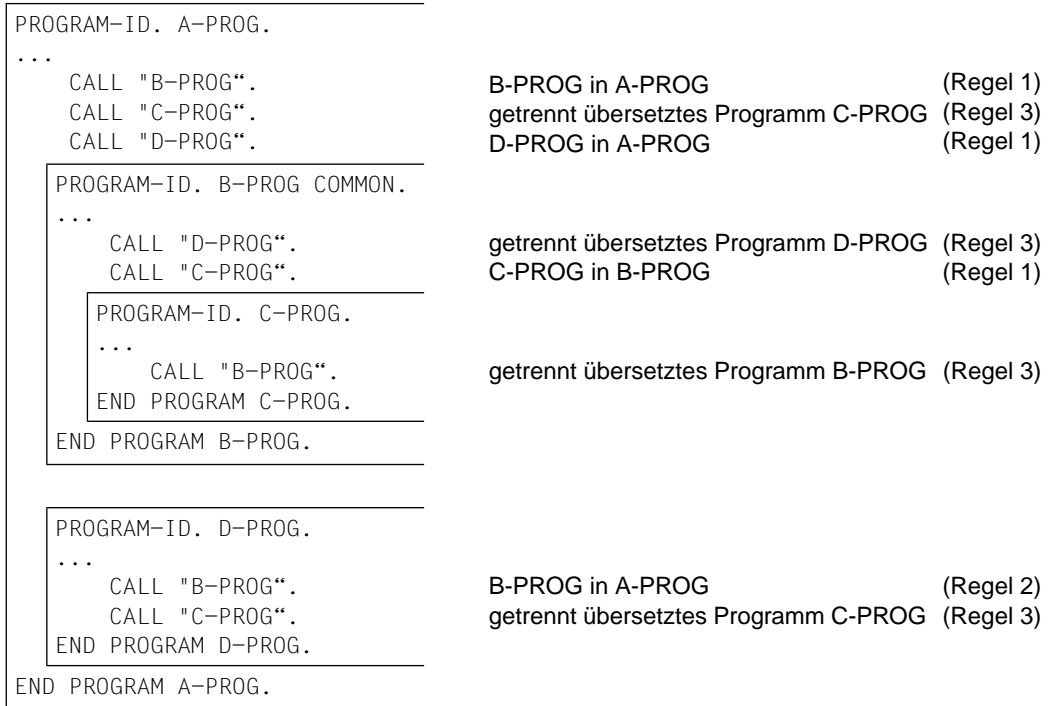 PROGRAM-ID. A-PROG.
...
CALL "B-PROG“. B-PROG in A-PROG (Regel 1)
CALL "C-PROG“. getrennt übersetztes Programm C-PROG (Regel 3)
CALL "D-PROG“. D-PROG in A-PROG (Regel 1)
PROGRAM-ID. B-PROG COMMON.
...
CALL "D-PROG“. getrennt übersetztes Programm D-PROG (Regel 3)
CALL "C-PROG“. C-PROG in B-PROG (Regel 1)
PROGRAM-ID. C-PROG.
...
CALL "B-PROG“. getrennt übersetztes Programm B-PROG (Regel 3)
END PROGRAM C-PROG.
END PROGRAM B-PROG.
PROGRAM-ID. D-PROG.
...
CALL "B-PROG“. B-PROG in A-PROG (Regel 2)
CALL "C-PROG“. getrennt übersetztes Programm C-PROG (Regel 3)
END PROGRAM D-PROG.
END PROGRAM A-PROG.